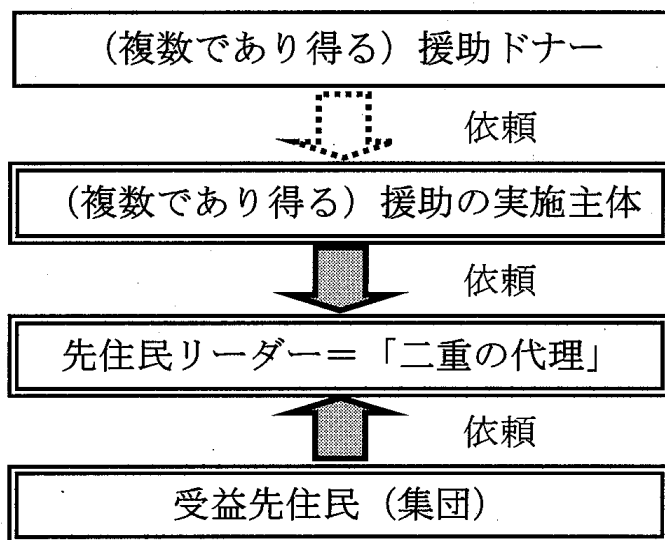 （複数であり得る）援助ドナー
依頼
（複数であり得る）援助の実施主体
依頼
先住民リーダー＝「二重の代理」
依頼
受益先住民（集団）